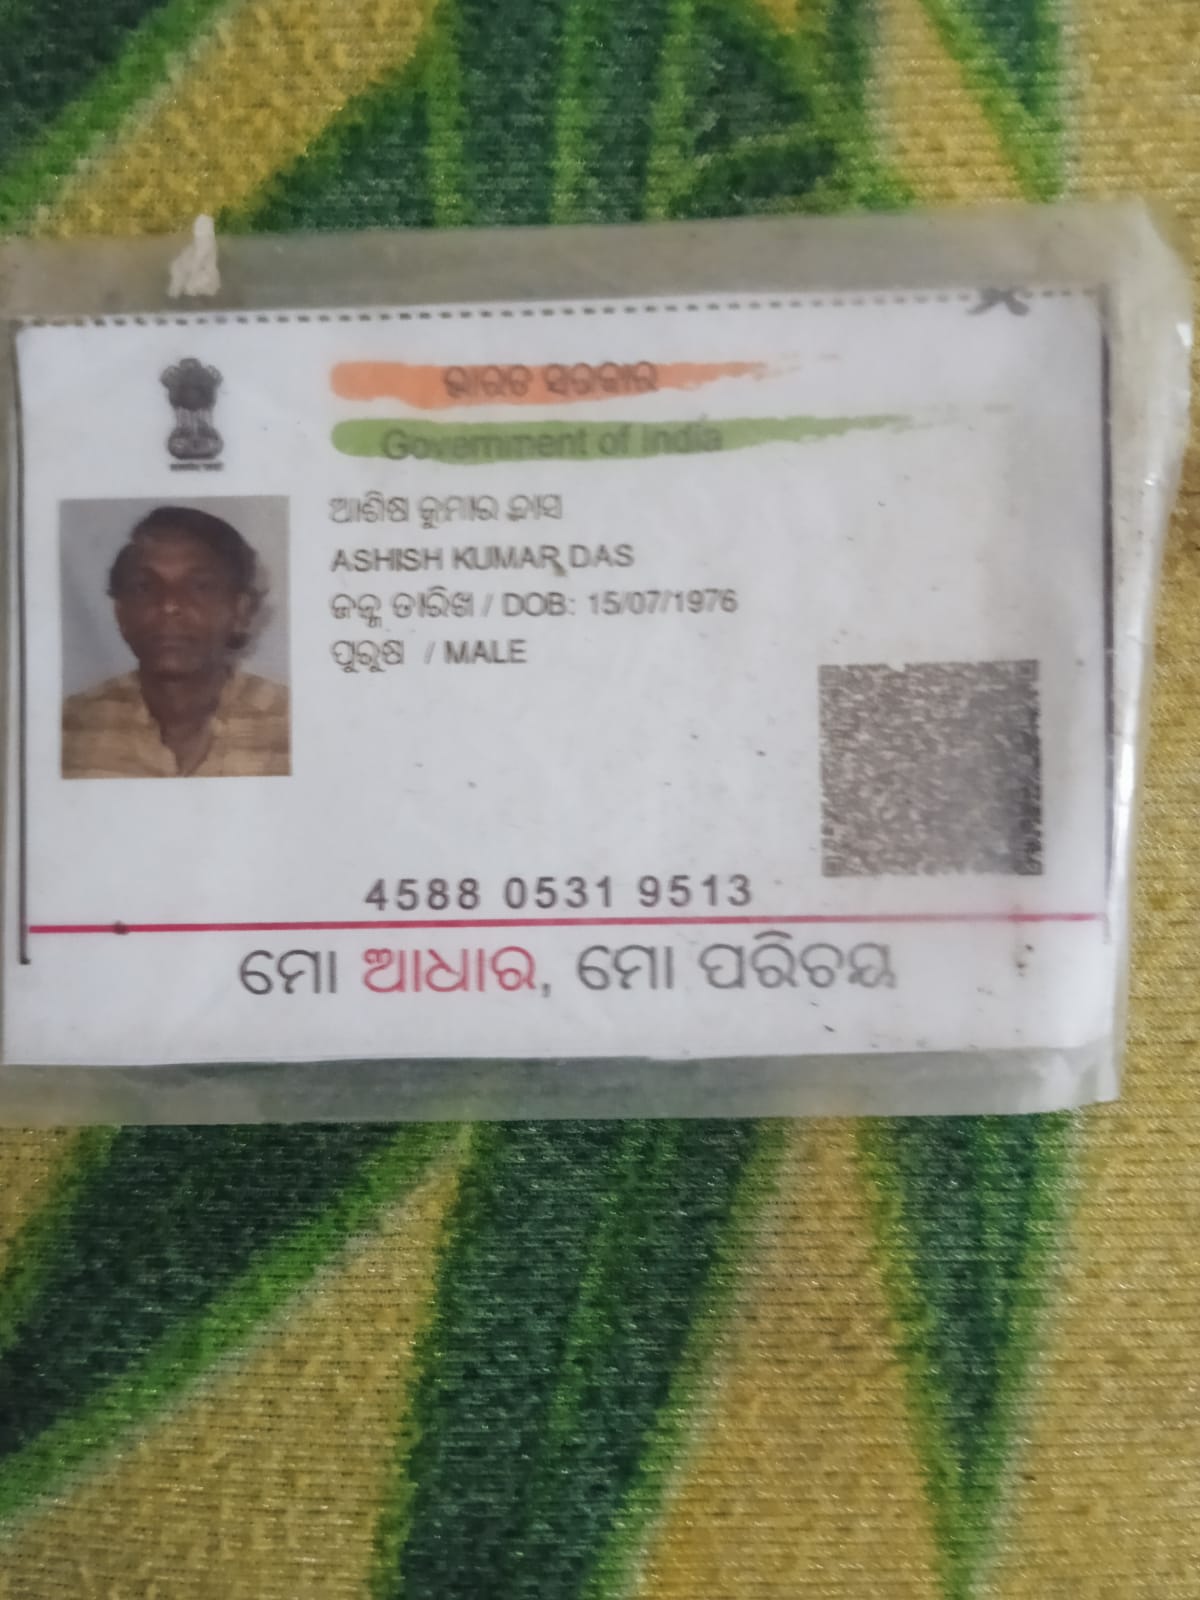 ଭାରତ ସରକାର
Government of India
ଆଶିଷ କୁମାର ଦାସ
ASHISH KUMAR DAS
ଜନ୍ମ ତାରିଖ / DOB: 15/07/1976
ପୁରୁଷ / MALE
4588 0531 9513
ମୋ ଆଧାର, ମୋ ପରିଚୟ